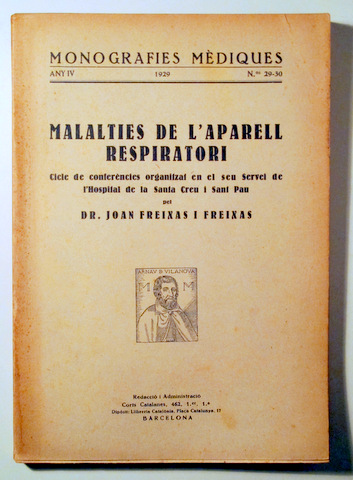 MONOGRAFIES MÈDIQUES
ANY IV 1929 N.os 29-30
MALALTIES DE L'APARELL
RESPIRATORI
Cicle de conferències organitzat en el seu Servei de
l'Hospital de la Santa Creu i Sant Pau
pel
DR. JOAN FREIXAS I FREIXAS
ARNAV D VILANOVA
M M
Redacció i Administració
Corts Catalanes, 462, 1.er, 1.ª
Dipòsit: Llibreria Catalònia, Plaça Catalunya, 17
BARCELONA